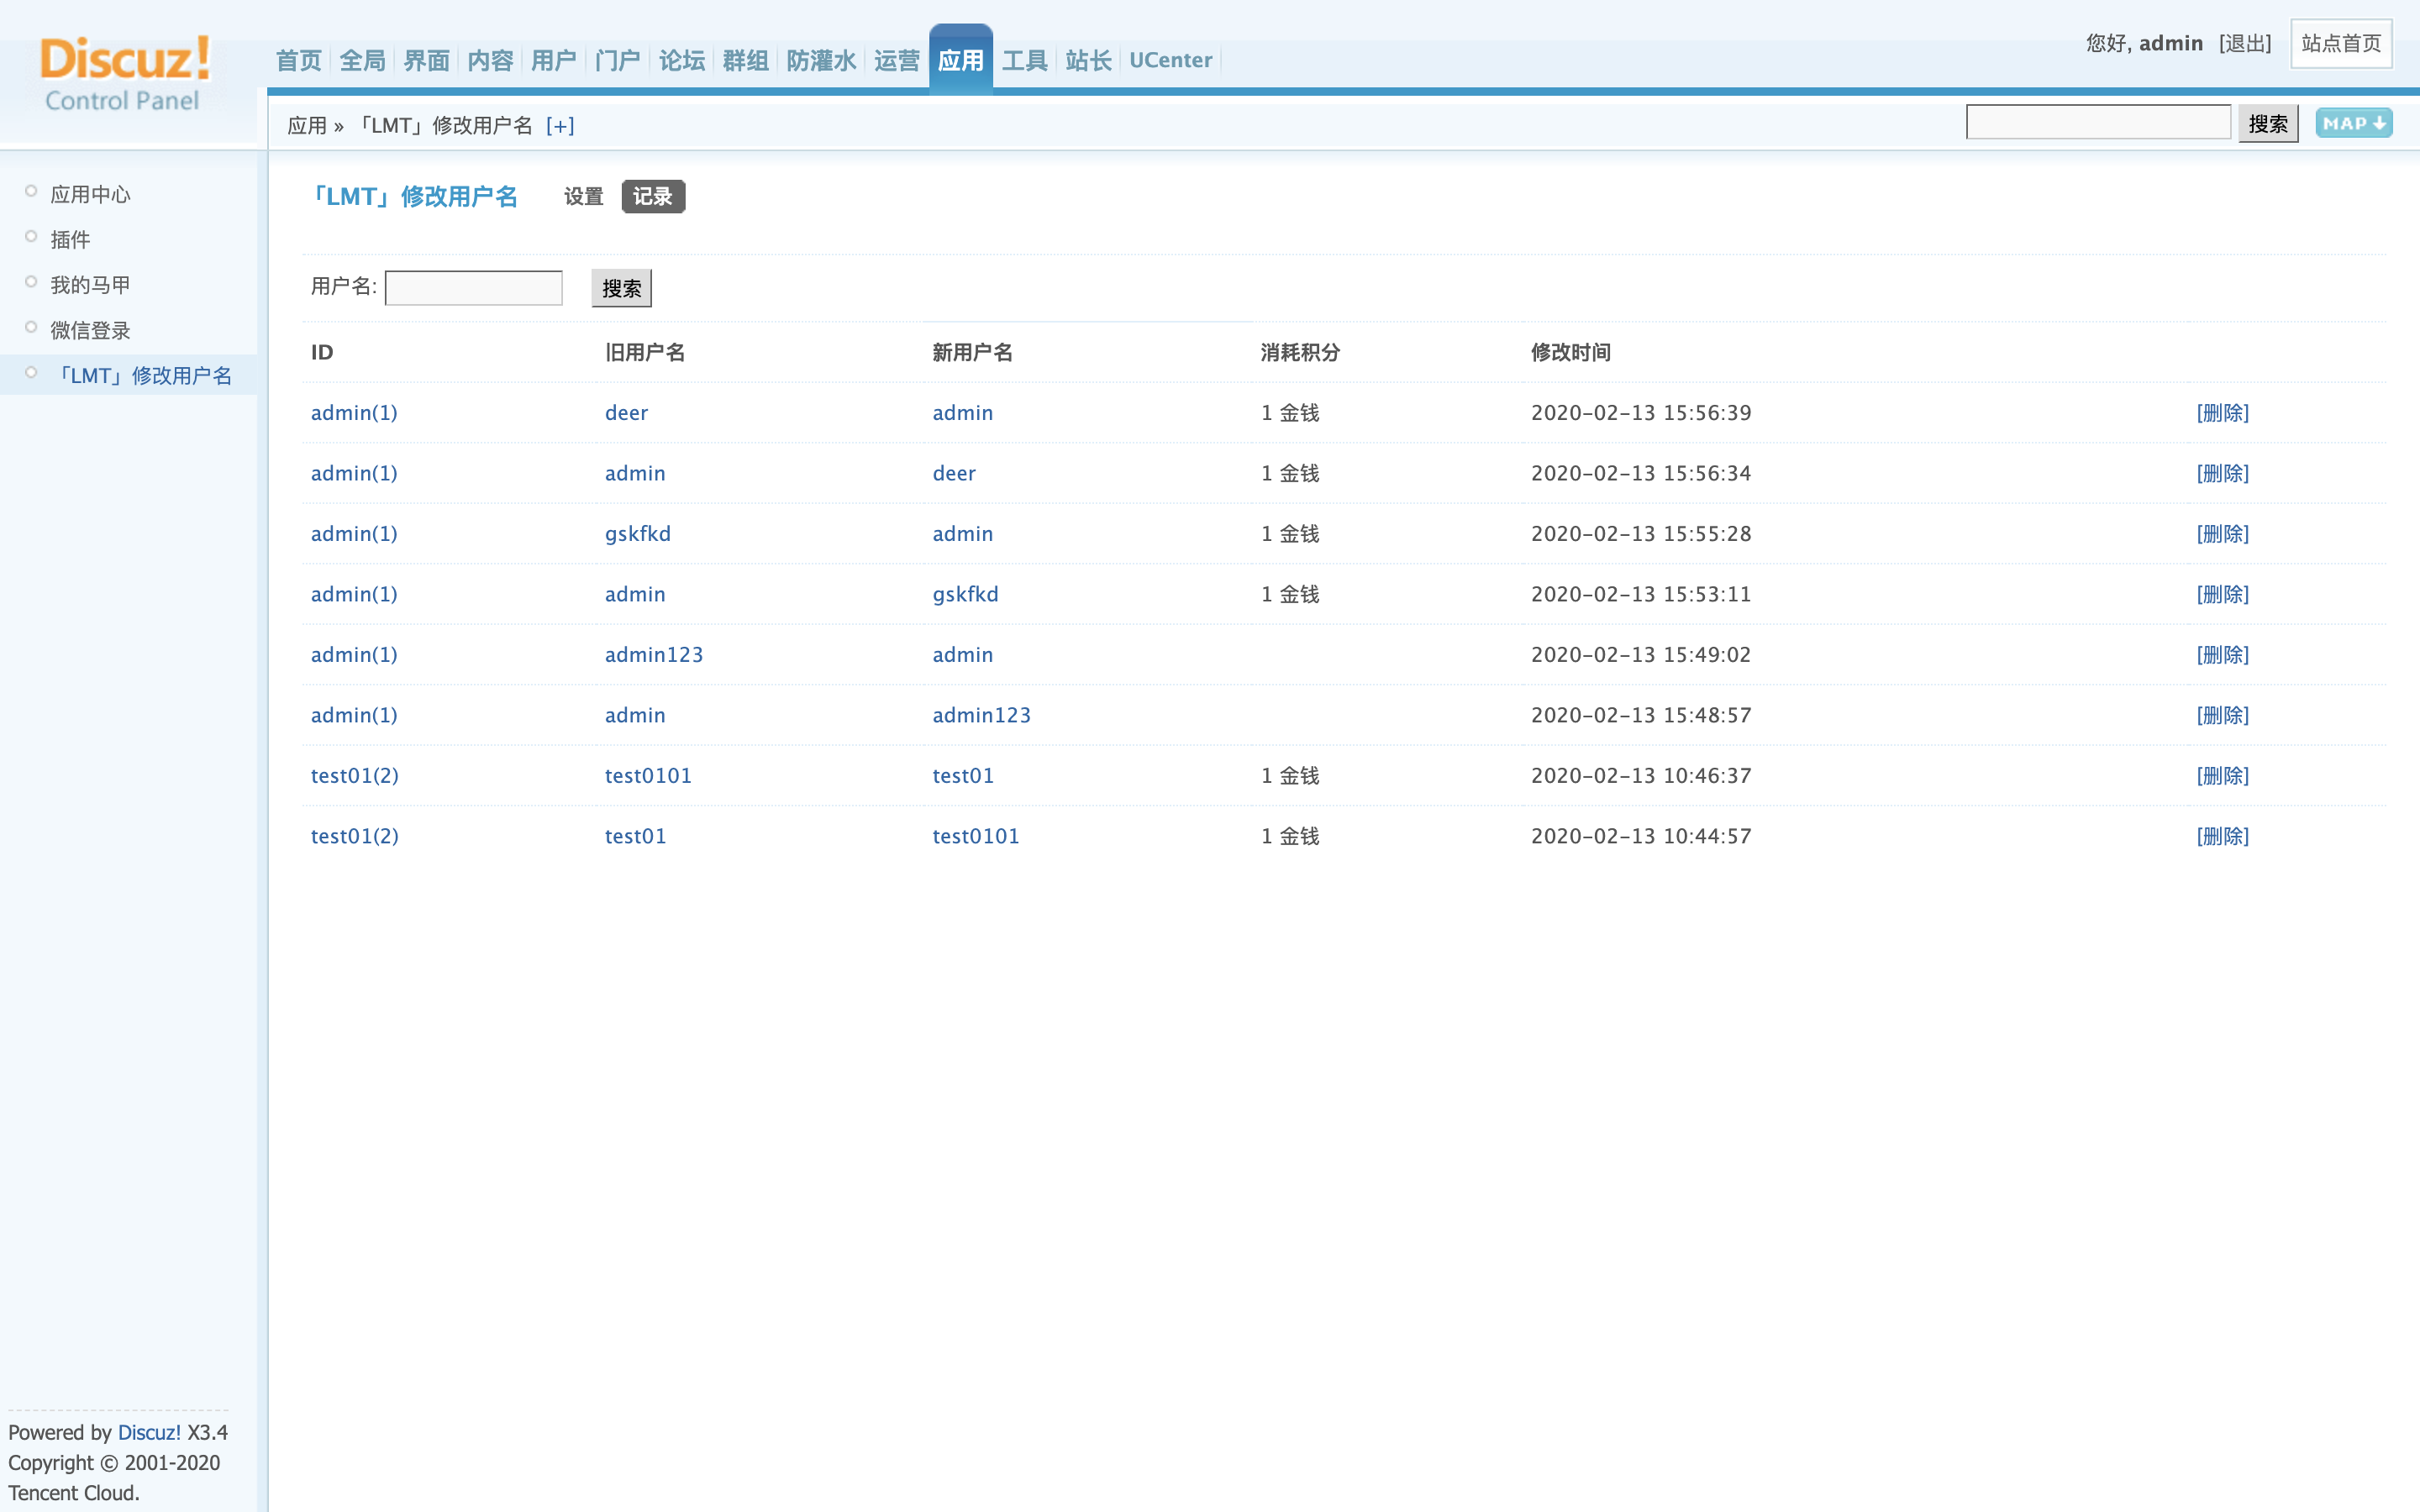 Discuz!
Control Panel
首页 全局 界面 内容 用户 门户 论坛 群组 防灌水 运营 应用 工具 站长 UCenter
您好, admin [退出] 站点首页
应用 » 「LMT」修改用户名 [+]
搜索 MAP
应用中心
插件
我的马甲
微信登录
「LMT」修改用户名
「LMT」修改用户名 设置 记录
用户名: 搜索
ID 旧用户名 新用户名 消耗积分 修改时间
admin(1) deer admin 1 金钱 2020-02-13 15:56:39 [删除]
admin(1) admin deer 1 金钱 2020-02-13 15:56:34 [删除]
admin(1) gskfkd admin 1 金钱 2020-02-13 15:55:28 [删除]
admin(1) admin gskfkd 1 金钱 2020-02-13 15:53:11 [删除]
admin(1) admin123 admin 2020-02-13 15:49:02 [删除]
admin(1) admin admin123 2020-02-13 15:48:57 [删除]
test01(2) test0101 test01 1 金钱 2020-02-13 10:46:37 [删除]
test01(2) test01 test0101 1 金钱 2020-02-13 10:44:57 [删除]
Powered by Discuz! X3.4
Copyright © 2001-2020
Tencent Cloud.